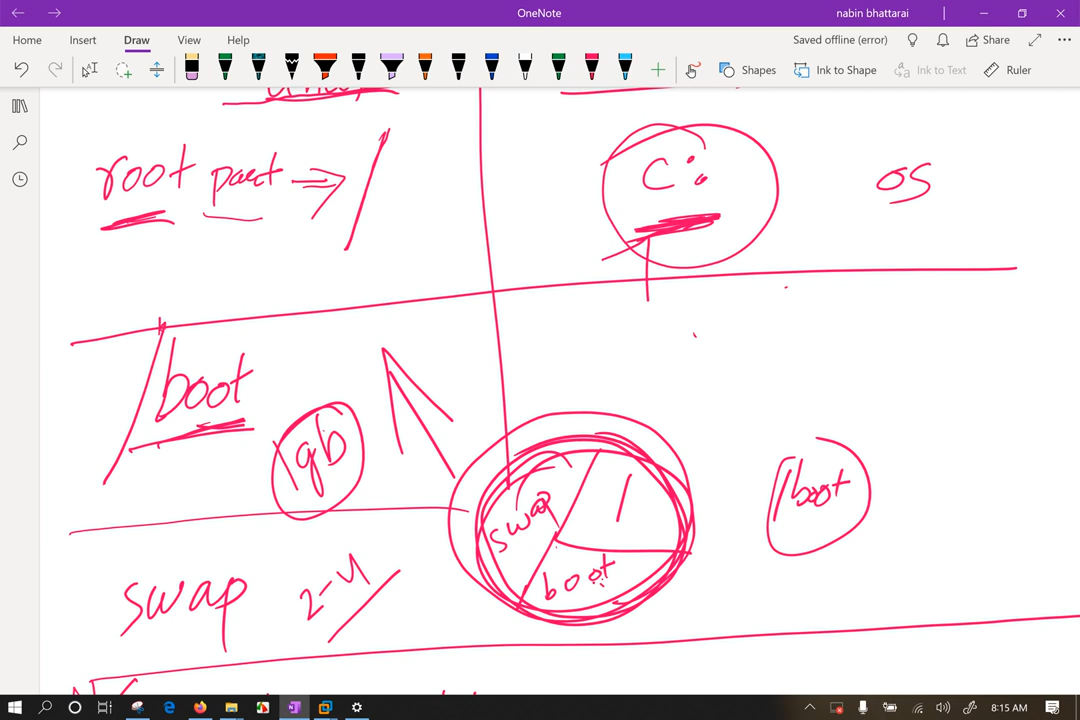 OneNote
nabin bhattarai
Home Insert Draw View Help
Saved offline (error)
Share
Shapes
Ink to Shape
Ink to Text
Ruler
root part ⇒ /
C:
OS
/boot
1gb
swap
/
boot
/boot
swap 2-4
8:15 AM